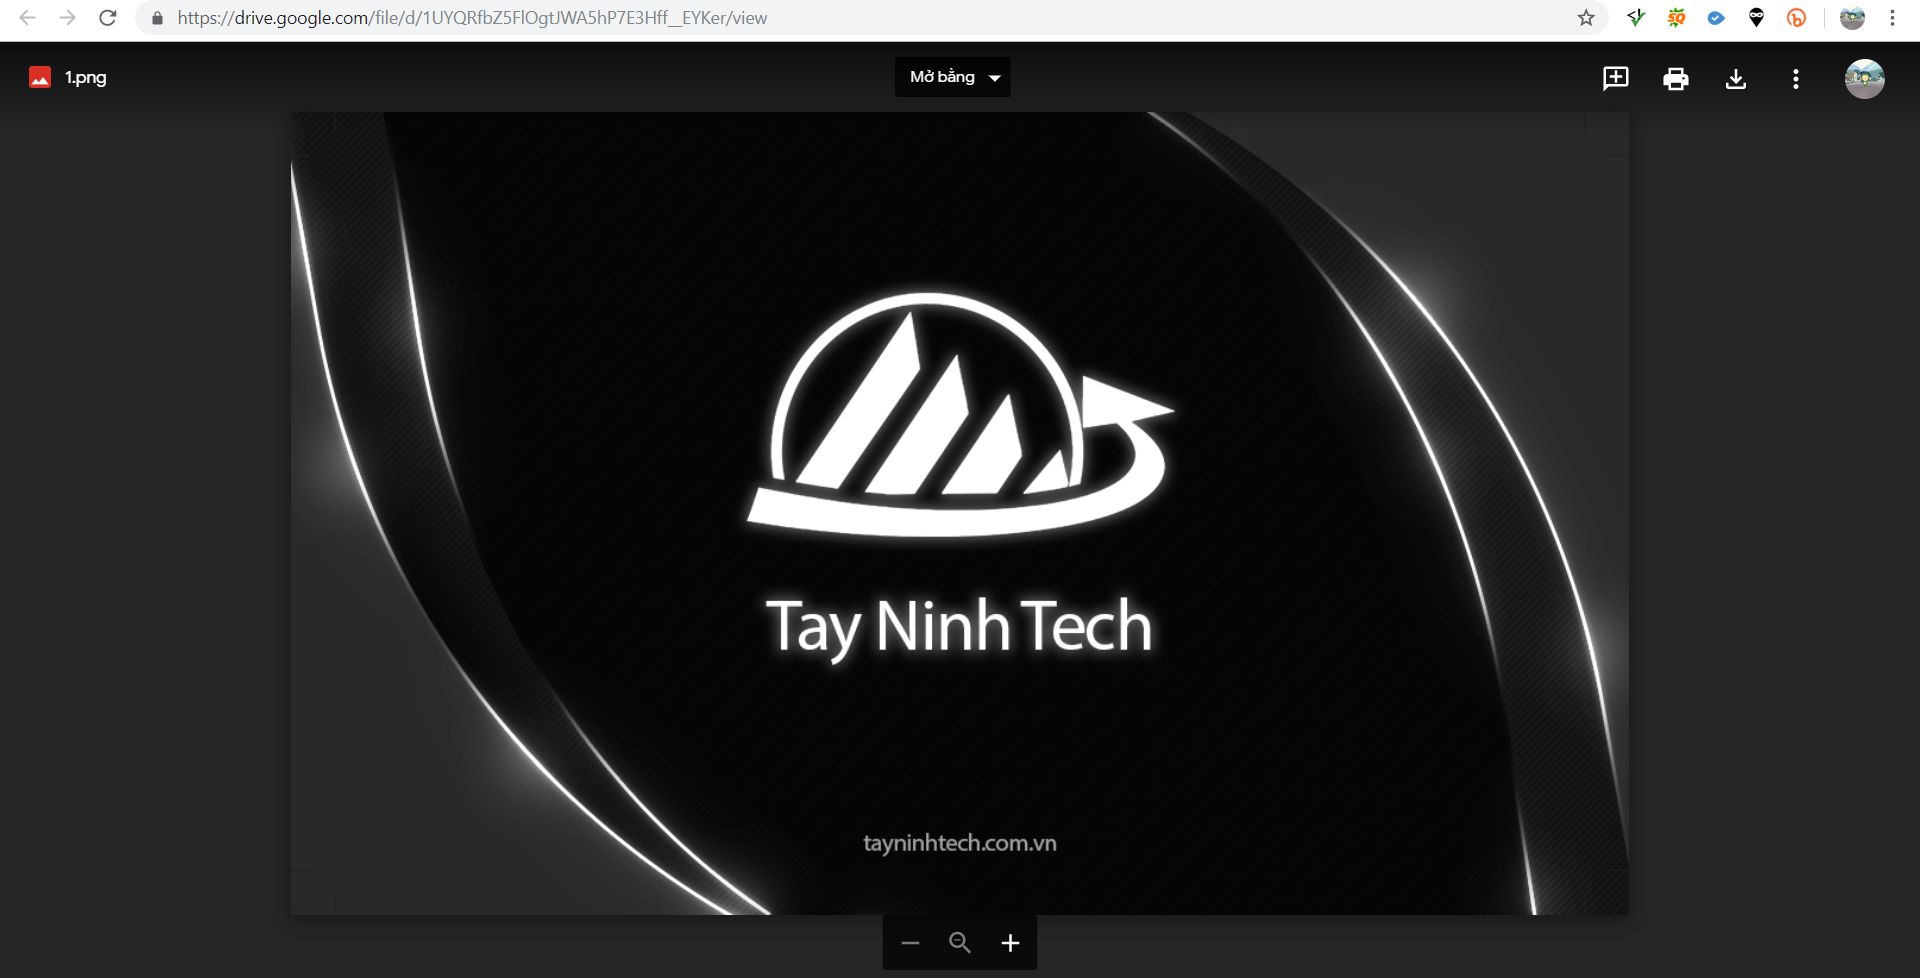 https://drive.google.com/file/d/1UYQRfbZ5FlOgtJWA5hP7E3Hff__EYKer/view
1.png
Mở bằng
Tay Ninh Tech
tayninhtech.com.vn